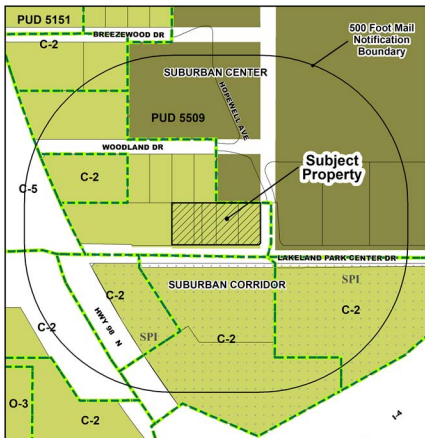 PUD 5151
C-2
BREEZEWOOD DR
500 Foot Mail
Notification
Boundary
SUBURBAN CENTER
HOPEWELL AVE
PUD 5509
WOODLAND DR
Subject
Property
C-5
C-2
LAKELAND PARK CENTER DR
SUBURBAN CORRIDOR
SPI
C-2
HWY 98 N
C-2
SPI
C-2
C-2
O-3
C-2
I-4